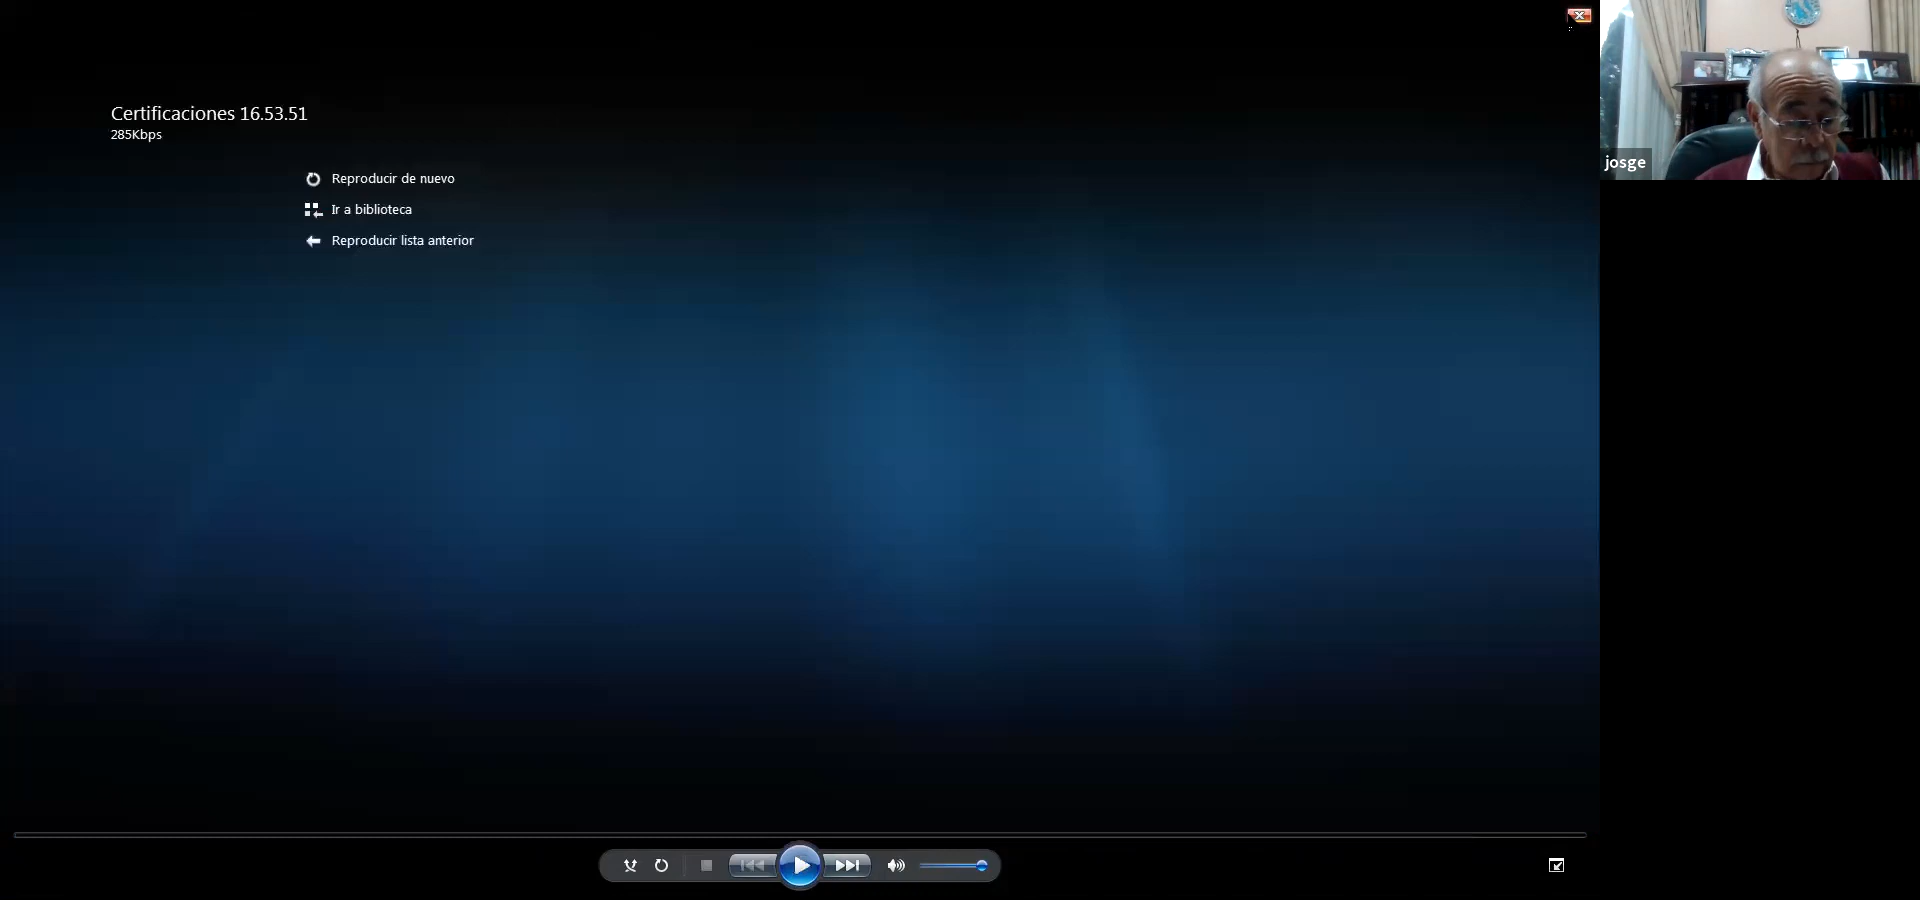 Certificaciones 16.53.51
285Kbps
Reproducir de nuevo
Ir a biblioteca
Reproducir lista anterior
josge